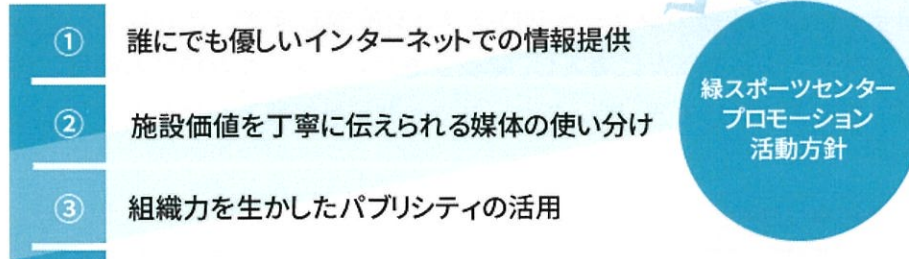 ① 誰にでも優しいインターネットでの情報提供
② 施設価値を丁寧に伝えられる媒体の使い分け
③ 組織力を生かしたパブリシティの活用
緑スポーツセンター
プロモーション
活動方針